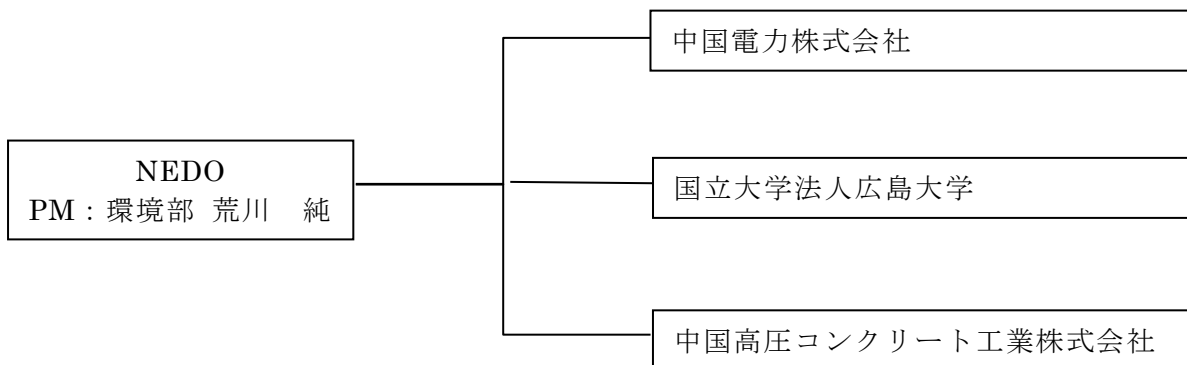 中国電力株式会社
NEDO
PM：環境部 荒川　純
国立大学法人広島大学
中国高圧コンクリート工業株式会社